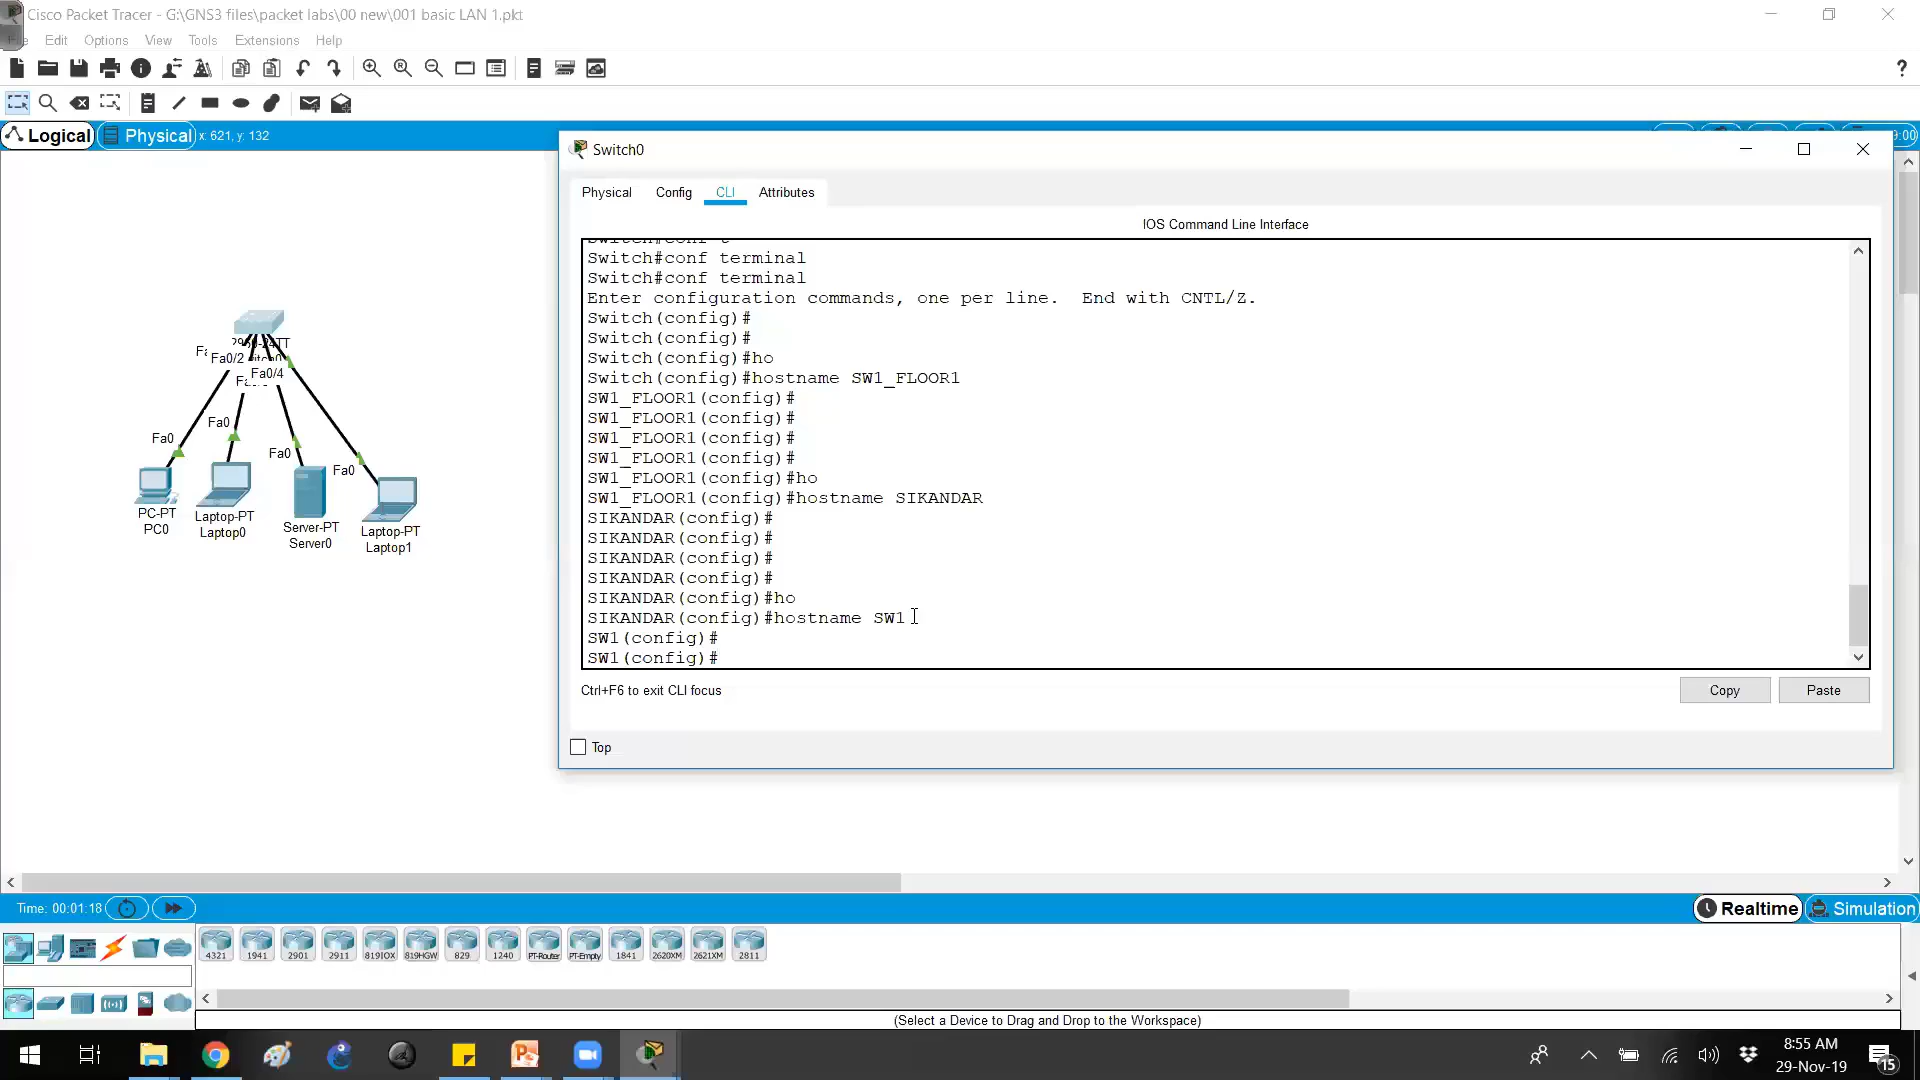 Cisco Packet Tracer - G:\GNS3 files\packet labs\00 new\001 basic LAN 1.pkt
Edit Options View Tools Extensions Help
?
Logical Physical x: 621, y: 132
9:00
Switch0
Physical Config CLI Attributes
IOS Command Line Interface
Switch#conf t
Switch#conf terminal
Switch#conf terminal
Enter configuration commands, one per line.  End with CNTL/Z.
Switch(config)#
Switch(config)#
Switch(config)#ho
Switch(config)#hostname SW1_FLOOR1
SW1_FLOOR1(config)#
SW1_FLOOR1(config)#
SW1_FLOOR1(config)#
SW1_FLOOR1(config)#
SW1_FLOOR1(config)#ho
SW1_FLOOR1(config)#hostname SIKANDAR
SIKANDAR(config)#
SIKANDAR(config)#
SIKANDAR(config)#
SIKANDAR(config)#
SIKANDAR(config)#ho
SIKANDAR(config)#hostname SW1
SW1(config)#
SW1(config)#
Ctrl+F6 to exit CLI focus
Copy Paste
Top
Fa0/2
Fa0/4
Fa0
Fa0
Fa0
Fa0
PC-PT
PC0
Laptop-PT
Laptop0
Server-PT
Server0
Laptop-PT
Laptop1
Time: 00:01:18
Realtime Simulation
4321 1941 2901 2911 819IOX 819HGW 829 1240 PT-Router PT-Empty 1841 2620XM 2621XM 2811
(Select a Device to Drag and Drop to the Workspace)
8:55 AM
29-Nov-19
15